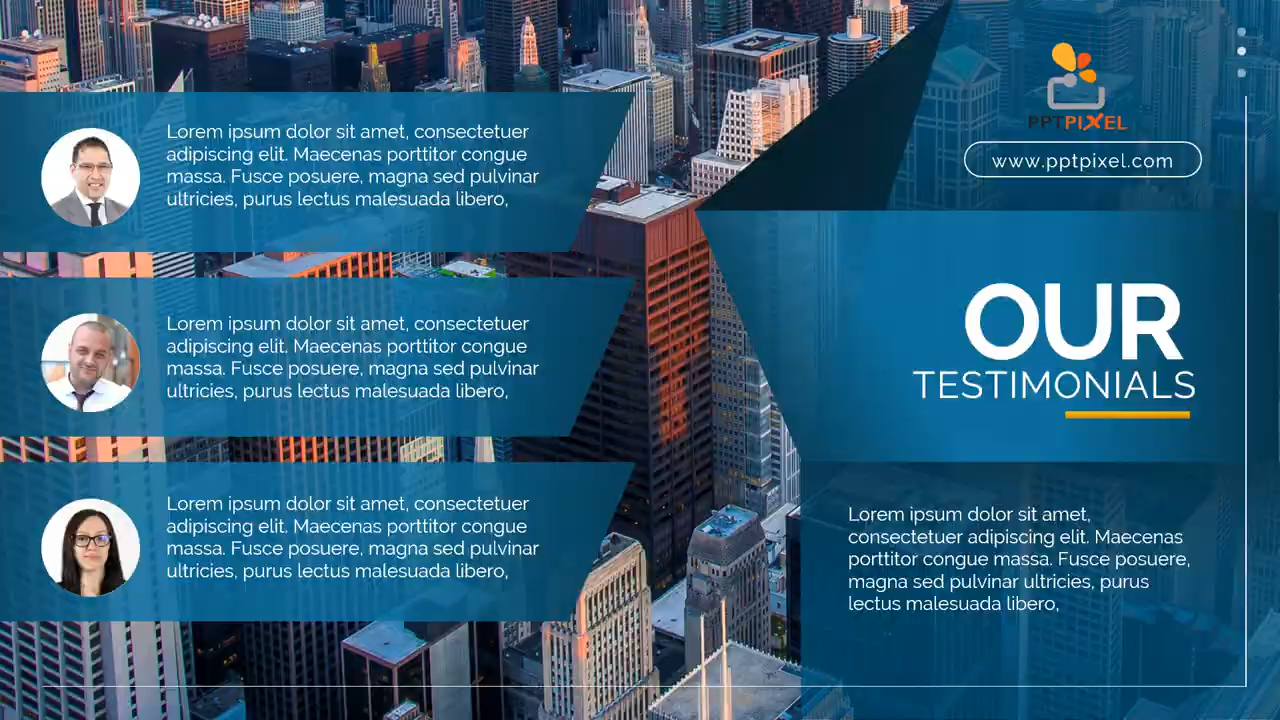 Lorem ipsum dolor sit amet, consectetuer
adipiscing elit. Maecenas porttitor congue
massa. Fusce posuere, magna sed pulvinar
ultricies, purus lectus malesuada libero,
Lorem ipsum dolor sit amet, consectetuer
adipiscing elit. Maecenas porttitor congue
massa. Fusce posuere, magna sed pulvinar
ultricies, purus lectus malesuada libero,
Lorem ipsum dolor sit amet, consectetuer
adipiscing elit. Maecenas porttitor congue
massa. Fusce posuere, magna sed pulvinar
ultricies, purus lectus malesuada libero,
PPTPIXEL
www.pptpixel.com
OUR
TESTIMONIALS
Lorem ipsum dolor sit amet,
consectetuer adipiscing elit. Maecenas
porttitor congue massa. Fusce posuere,
magna sed pulvinar ultricies, purus
lectus malesuada libero,